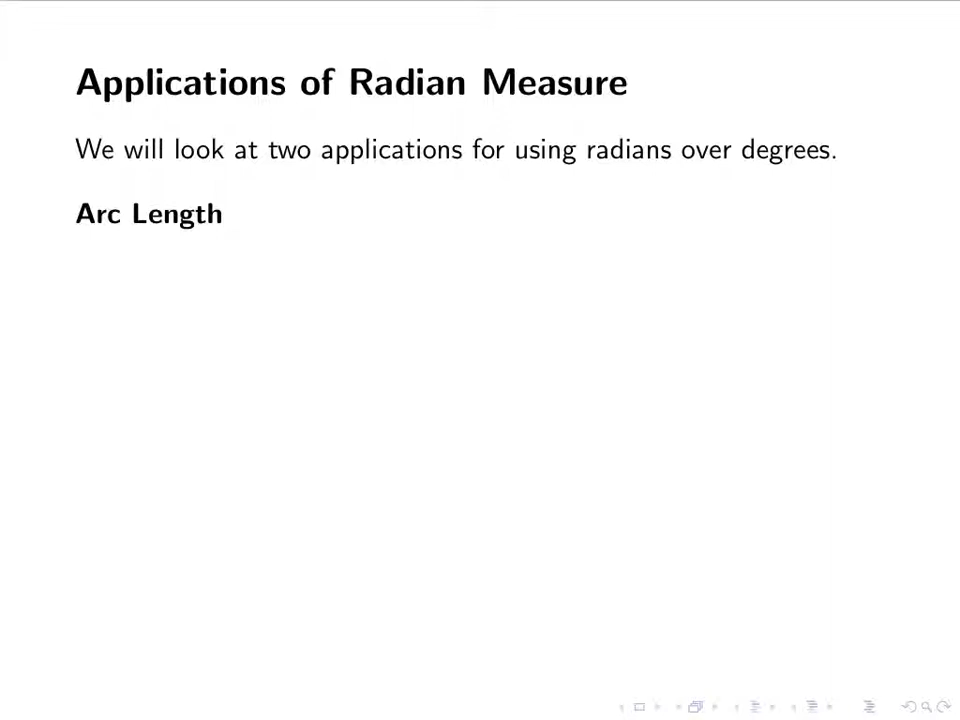 Applications of Radian Measure
We will look at two applications for using radians over degrees.
Arc Length